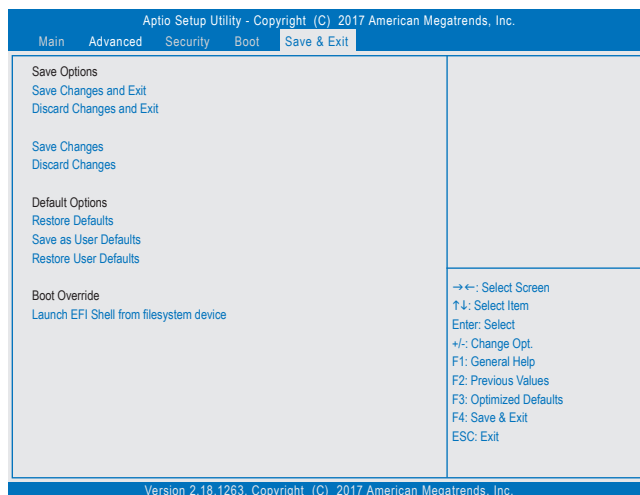 Aptio Setup Utility - Copyright (C) 2017 American Megatrends, Inc.
Main Advanced Security Boot Save & Exit
Save Options
Save Changes and Exit
Discard Changes and Exit
Save Changes
Discard Changes
Default Options
Restore Defaults
Save as User Defaults
Restore User Defaults
Boot Override
Launch EFI Shell from filesystem device
→←: Select Screen
↑↓: Select Item
Enter: Select
+/-: Change Opt.
F1: General Help
F2: Previous Values
F3: Optimized Defaults
F4: Save & Exit
ESC: Exit
Version 2.18.1263. Copyright (C) 2017 American Megatrends, Inc.